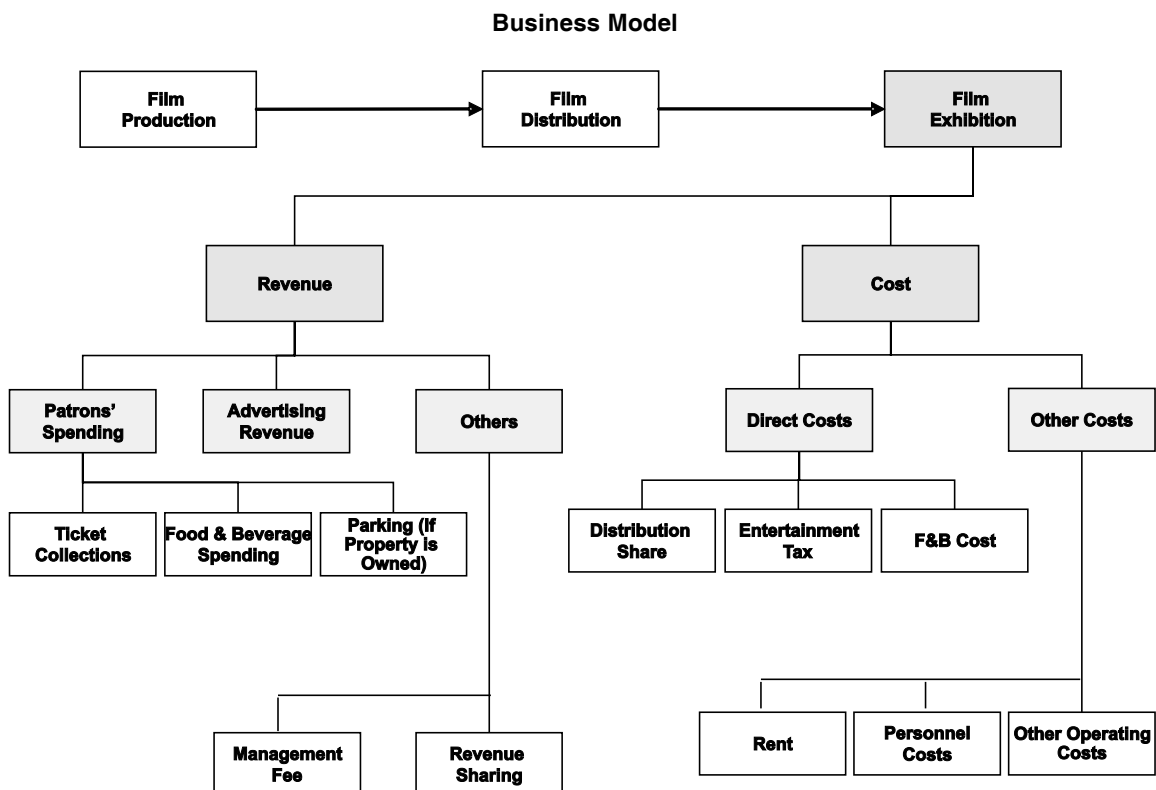 Business Model
Film
Production
Film
Distribution
Film
Exhibition
Revenue
Cost
Patrons'
Spending
Advertising
Revenue
Others
Direct Costs
Other Costs
Ticket
Collections
Food & Beverage
Spending
Parking (If
Property is
Owned)
Distribution
Share
Entertainment
Tax
F&B Cost
Management
Fee
Revenue
Sharing
Rent
Personnel
Costs
Other Operating
Costs